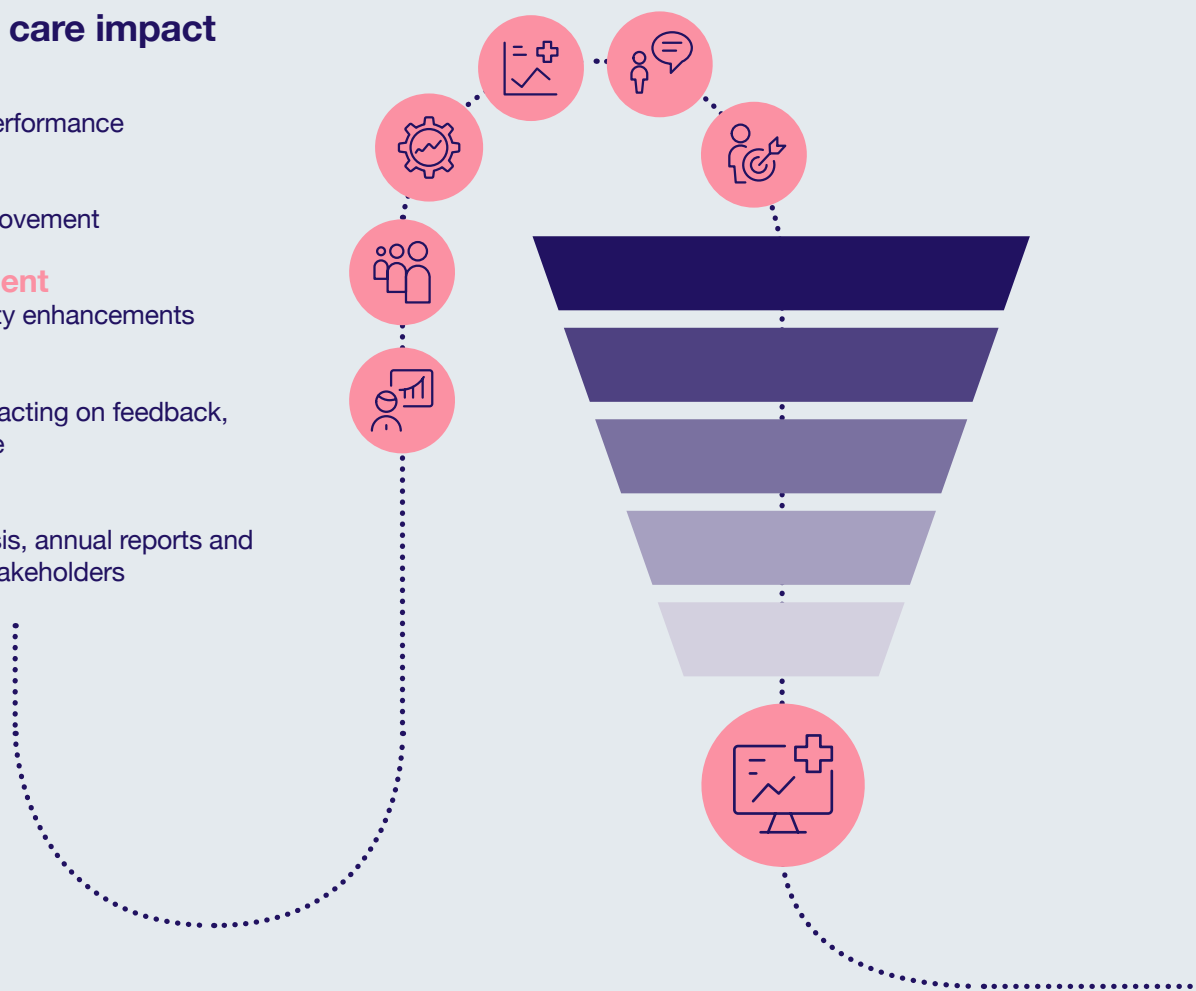 care impact
erformance
ovement
ent
ty enhancements
acting on feedback,
e
sis, annual reports and
akeholders